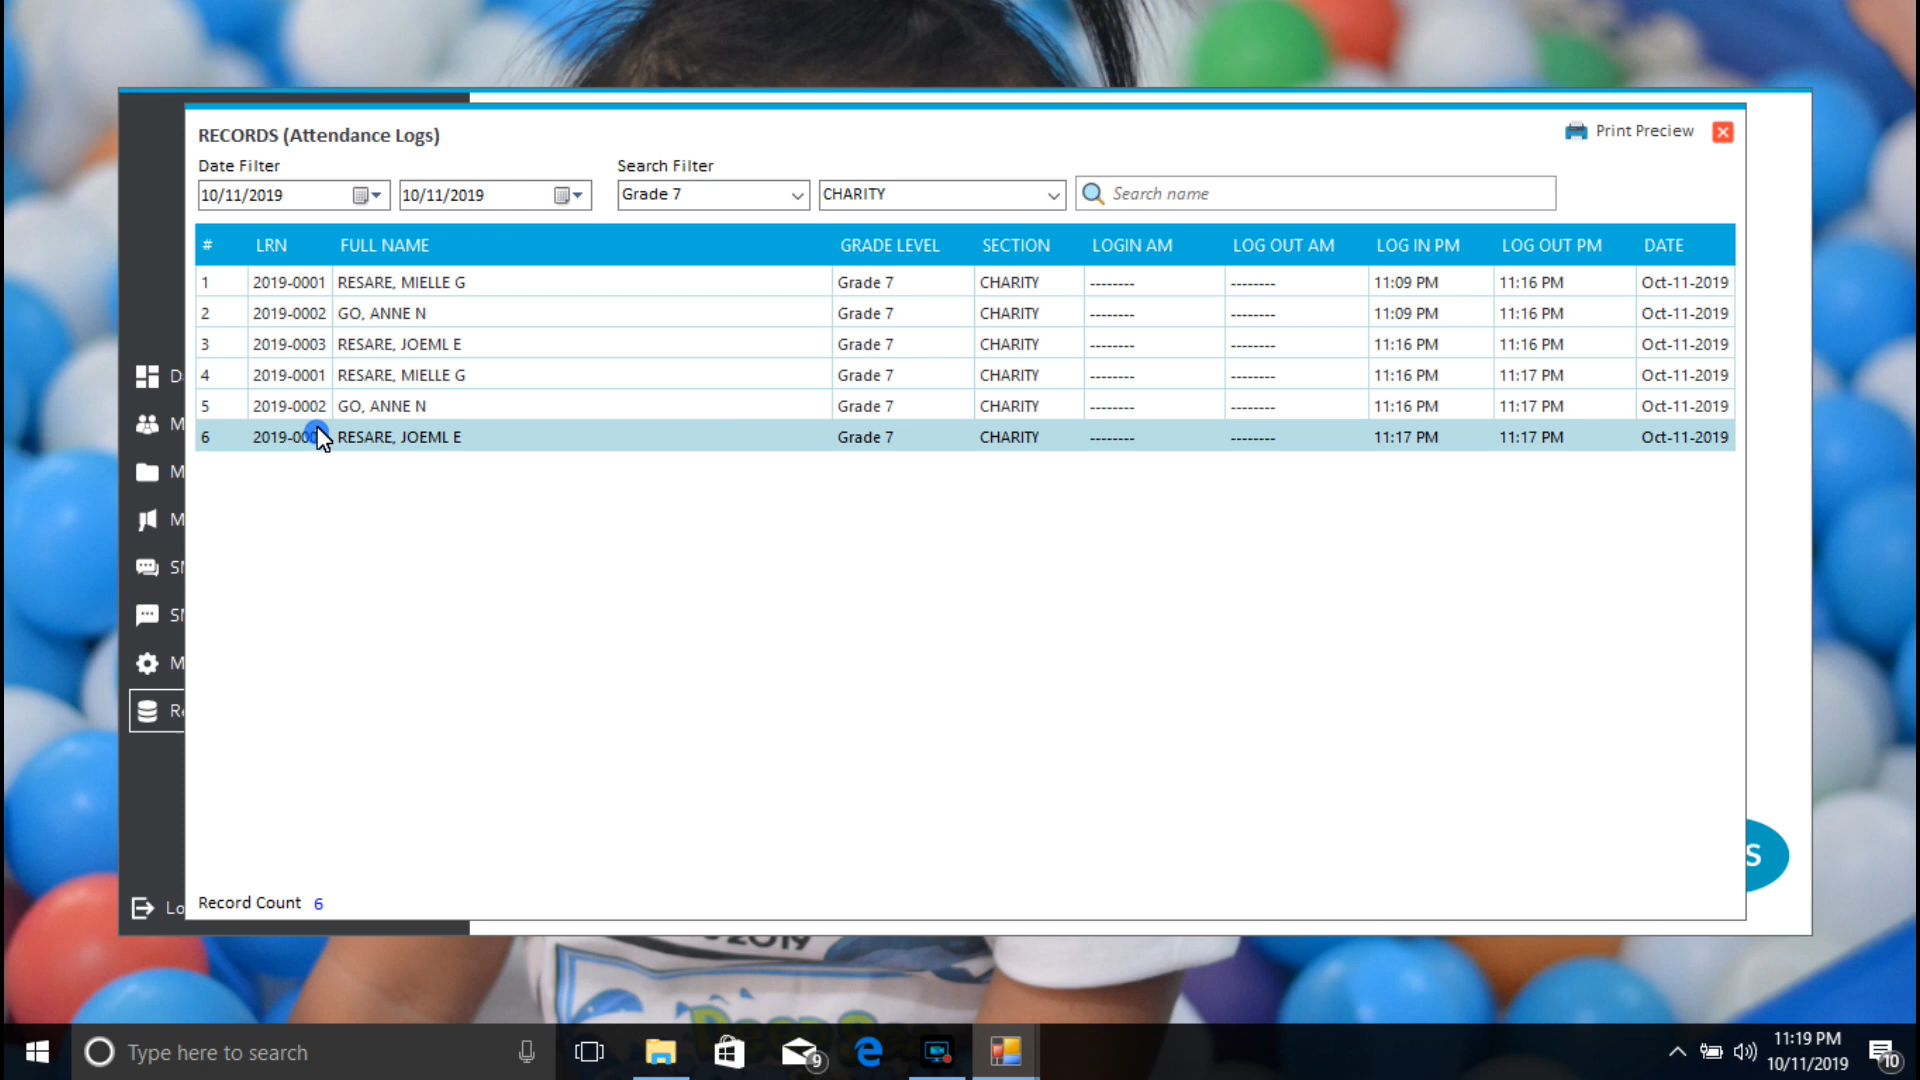 RECORDS (Attendance Logs)
Print Preview
Date Filter
Search Filter
10/11/2019
10/11/2019
Grade 7
CHARITY
Search name
# LRN FULL NAME GRADE LEVEL SECTION LOGIN AM LOG OUT AM LOG IN PM LOG OUT PM DATE
1 2019-0001 RESARE, MIELLE G Grade 7 CHARITY -------- -------- 11:09 PM 11:16 PM Oct-11-2019
2 2019-0002 GO, ANNE N Grade 7 CHARITY -------- -------- 11:09 PM 11:16 PM Oct-11-2019
3 2019-0003 RESARE, JOEML E Grade 7 CHARITY -------- -------- 11:16 PM 11:16 PM Oct-11-2019
4 2019-0001 RESARE, MIELLE G Grade 7 CHARITY -------- -------- 11:16 PM 11:17 PM Oct-11-2019
5 2019-0002 GO, ANNE N Grade 7 CHARITY -------- -------- 11:16 PM 11:17 PM Oct-11-2019
6 RESARE, JOEML E Grade 7 CHARITY -------- -------- 11:17 PM 11:17 PM Oct-11-2019
D
M
M
M
S
M
Lo
S
Record Count 6
2019
Type here to search
9
11:19 PM
10/11/2019
10